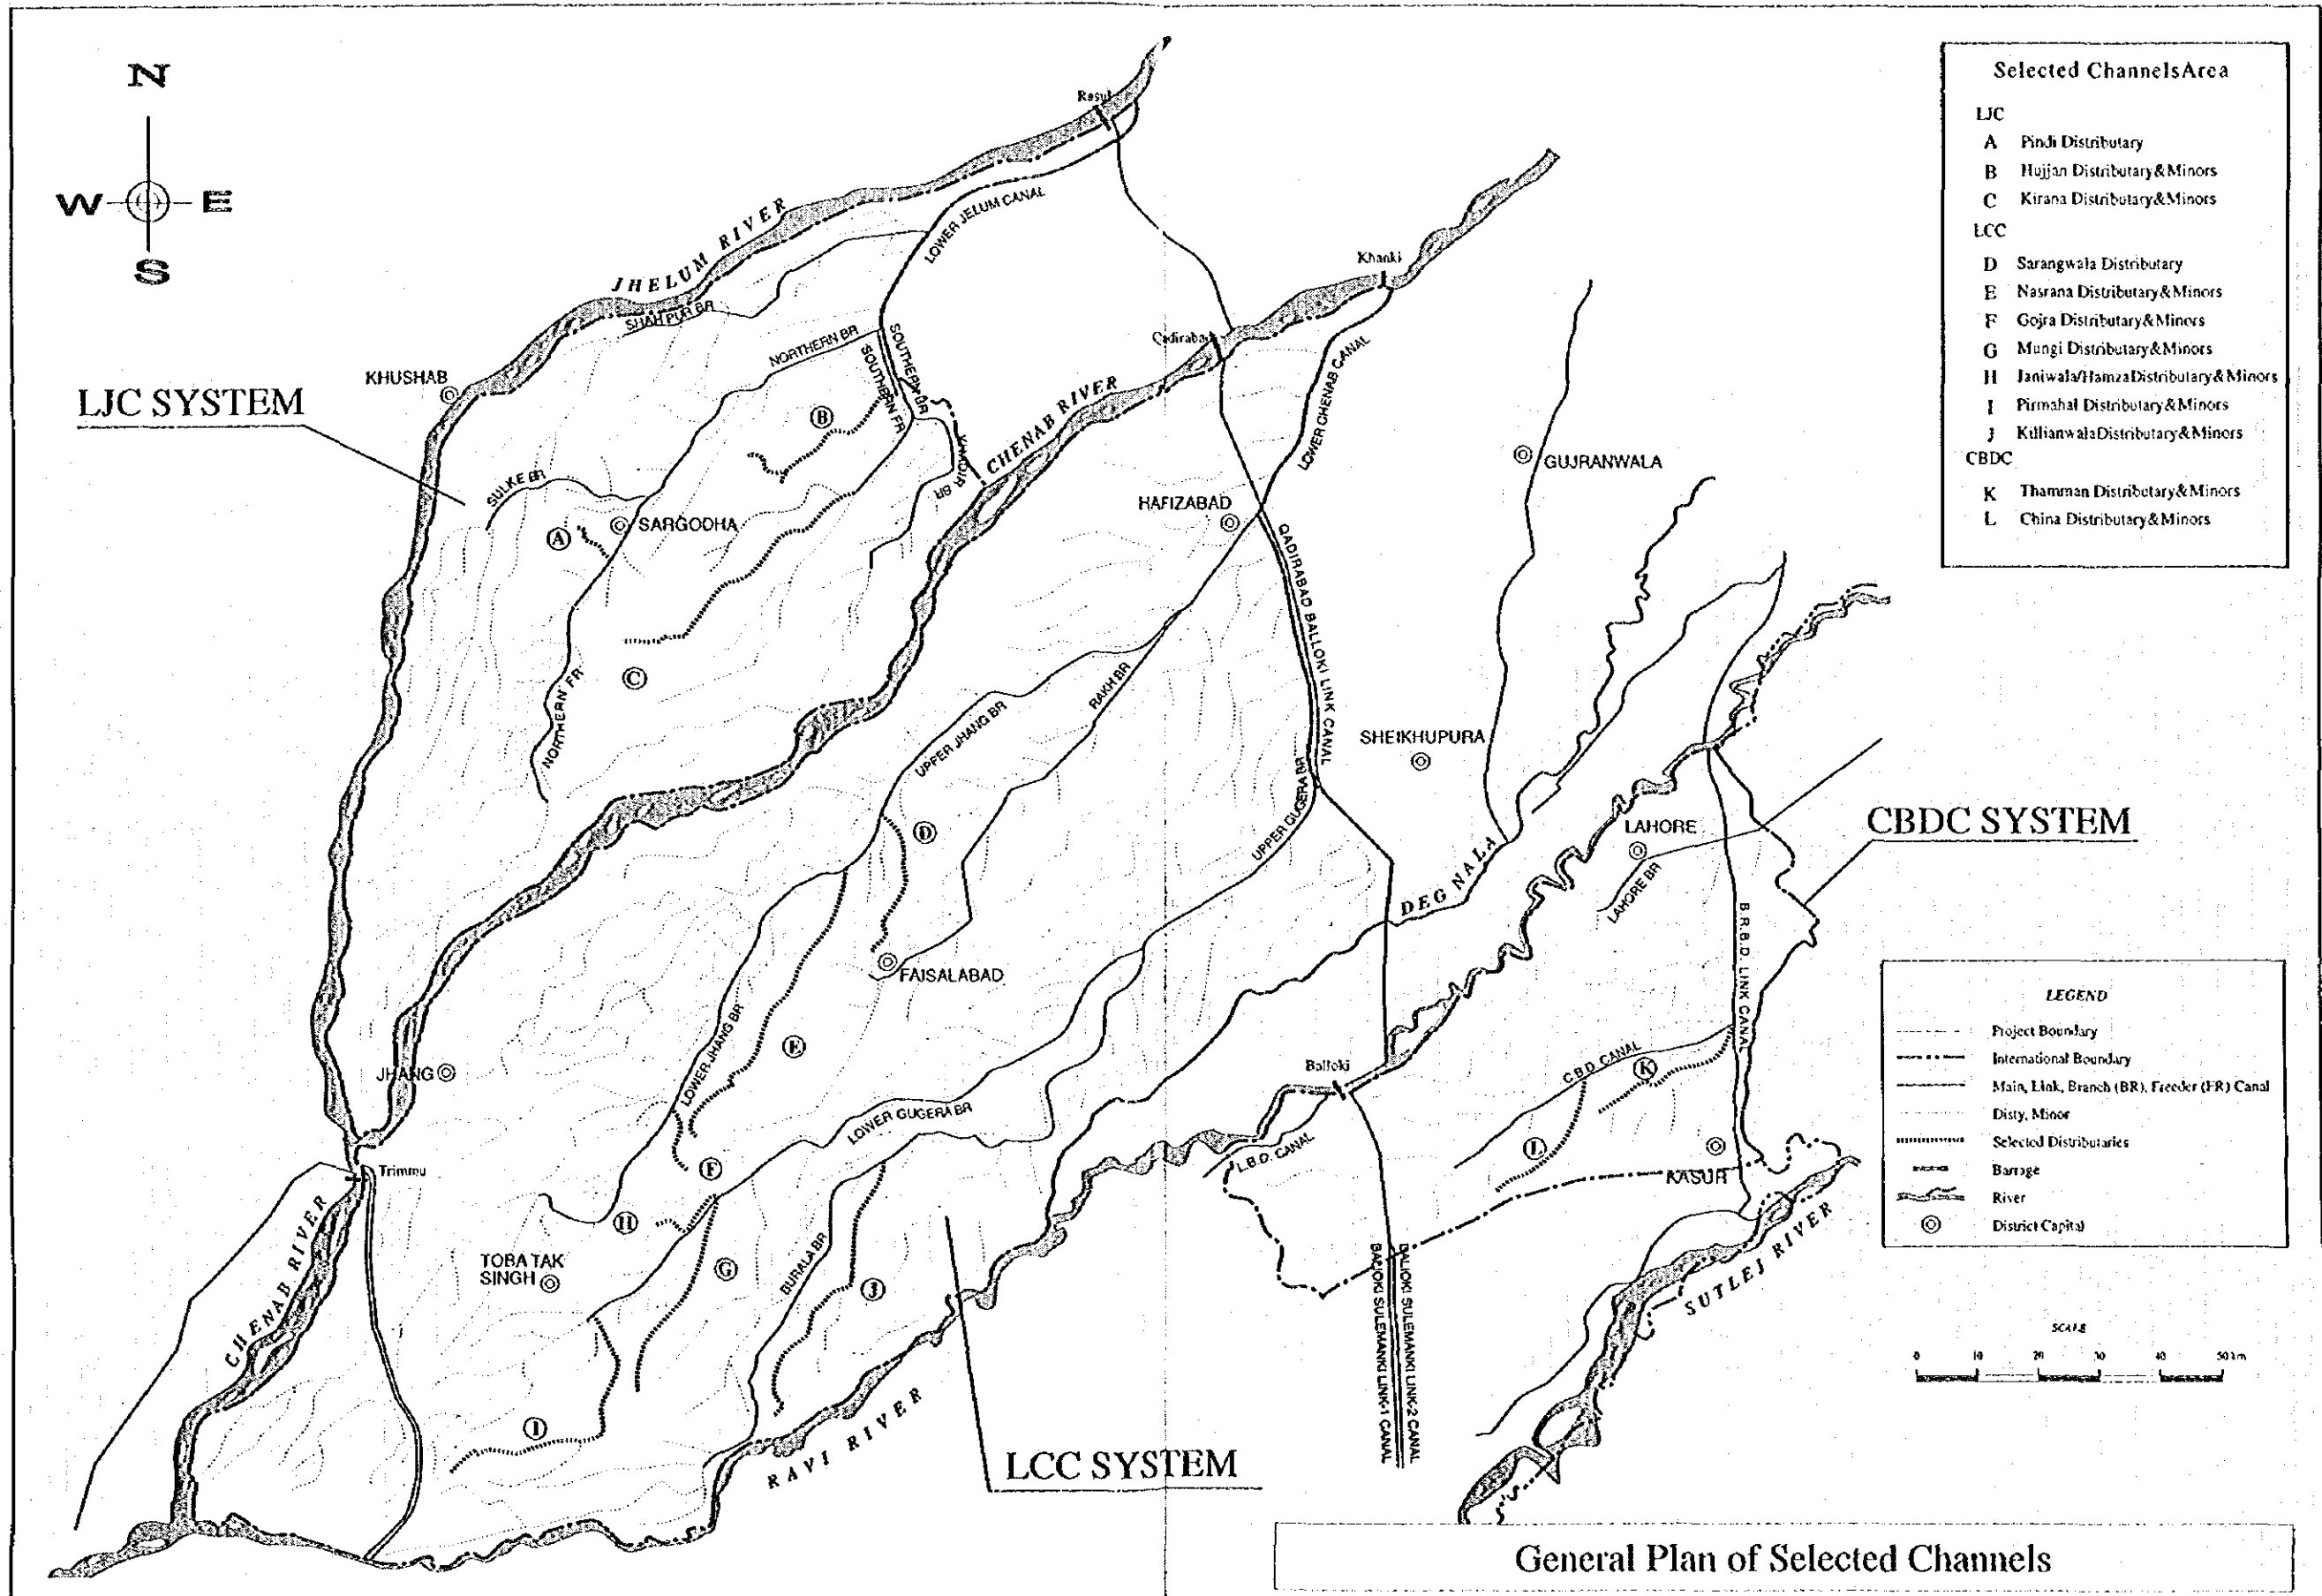 N
W E
S
Selected ChannelsArea
LJC
A Pindi Distributary
B Hujjan Distributary&Minors
C Kirana Distributary&Minors
LCC
D Sarangwala Distributary
E Nasrana Distributary&Minors
F Gojra Distributary&Minors
G Mungi Distributary&Minors
H Janiwala/HamzaDistributary&Minors
I Pirmahal Distributary&Minors
J KillianwalaDistributary&Minors
CBDC
K Thamman Distributary&Minors
L China Distributary&Minors
Rasul
JHELUM RIVER
LOWER JELUM CANAL
SHAHPUR BR
Khanki
Qadirabad
NORTHERN BR
SOUTHERN BR
SOUTHERN FR
KHUSHAB
LJC SYSTEM
B
CHENAB RIVER
LOWER CHENAB CANAL
KHADIR BR
GUJRANWALA
SULKE BR
SARGODHA
A
HAFIZABAD
QADIRABAD BALLOKI LINK CANAL
C
NORTHERN FR
RAKH BR
UPPER JHANG BR
SHEIKHUPURA
UPPER GUGERA BR
D
LAHORE
CBDC SYSTEM
LAHORE BR
DEG NALA
B.R.B.D. LINK CANAL
FAISALABAD
LOWER JHANG BR
E
JHANG
Balloki
C.B.D. CANAL
K
LOWER GUGERA BR
L.B.D. CANAL
L
KASUR
F
Trimmu
H
TOBA TAK
SINGH
G
BURALA BR
J
CHENAB RIVER
BALLOKI SULEMANKI LINK-1 CANAL
BALLOKI SULEMANKI LINK-2 CANAL
SUTLEJ RIVER
I
RAVI RIVER
LCC SYSTEM
LEGEND
Project Boundary
International Boundary
Main, Link, Branch (BR), Feeder (FR) Canal
Disty, Minor
Selected Distributaries
Barrage
River
District Capital
SCALE
0 10 20 30 40 50 km
General Plan of Selected Channels